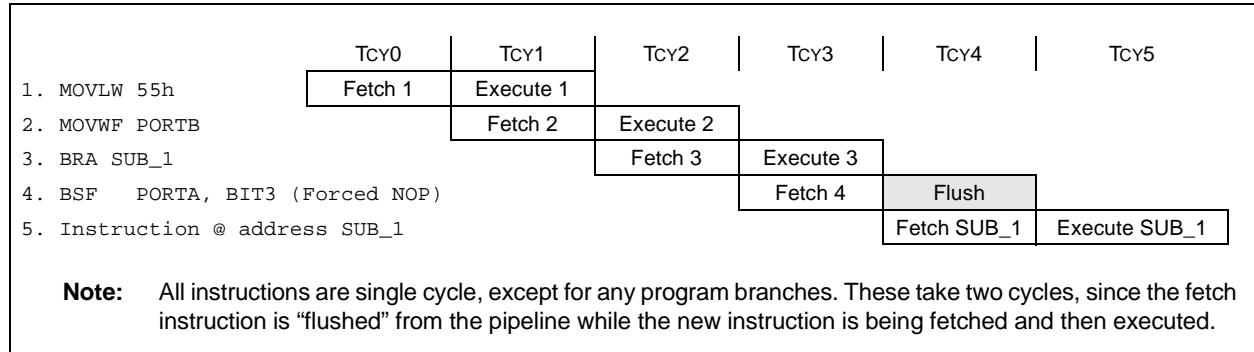 TCY0 TCY1 TCY2 TCY3 TCY4 TCY5
1. MOVLW 55h Fetch 1 Execute 1
2. MOVWF PORTB Fetch 2 Execute 2
3. BRA SUB_1 Fetch 3 Execute 3
4. BSF PORTA, BIT3 (Forced NOP) Fetch 4 Flush
5. Instruction @ address SUB_1 Fetch SUB_1 Execute SUB_1
Note: All instructions are single cycle, except for any program branches. These take two cycles, since the fetch
instruction is “flushed” from the pipeline while the new instruction is being fetched and then executed.